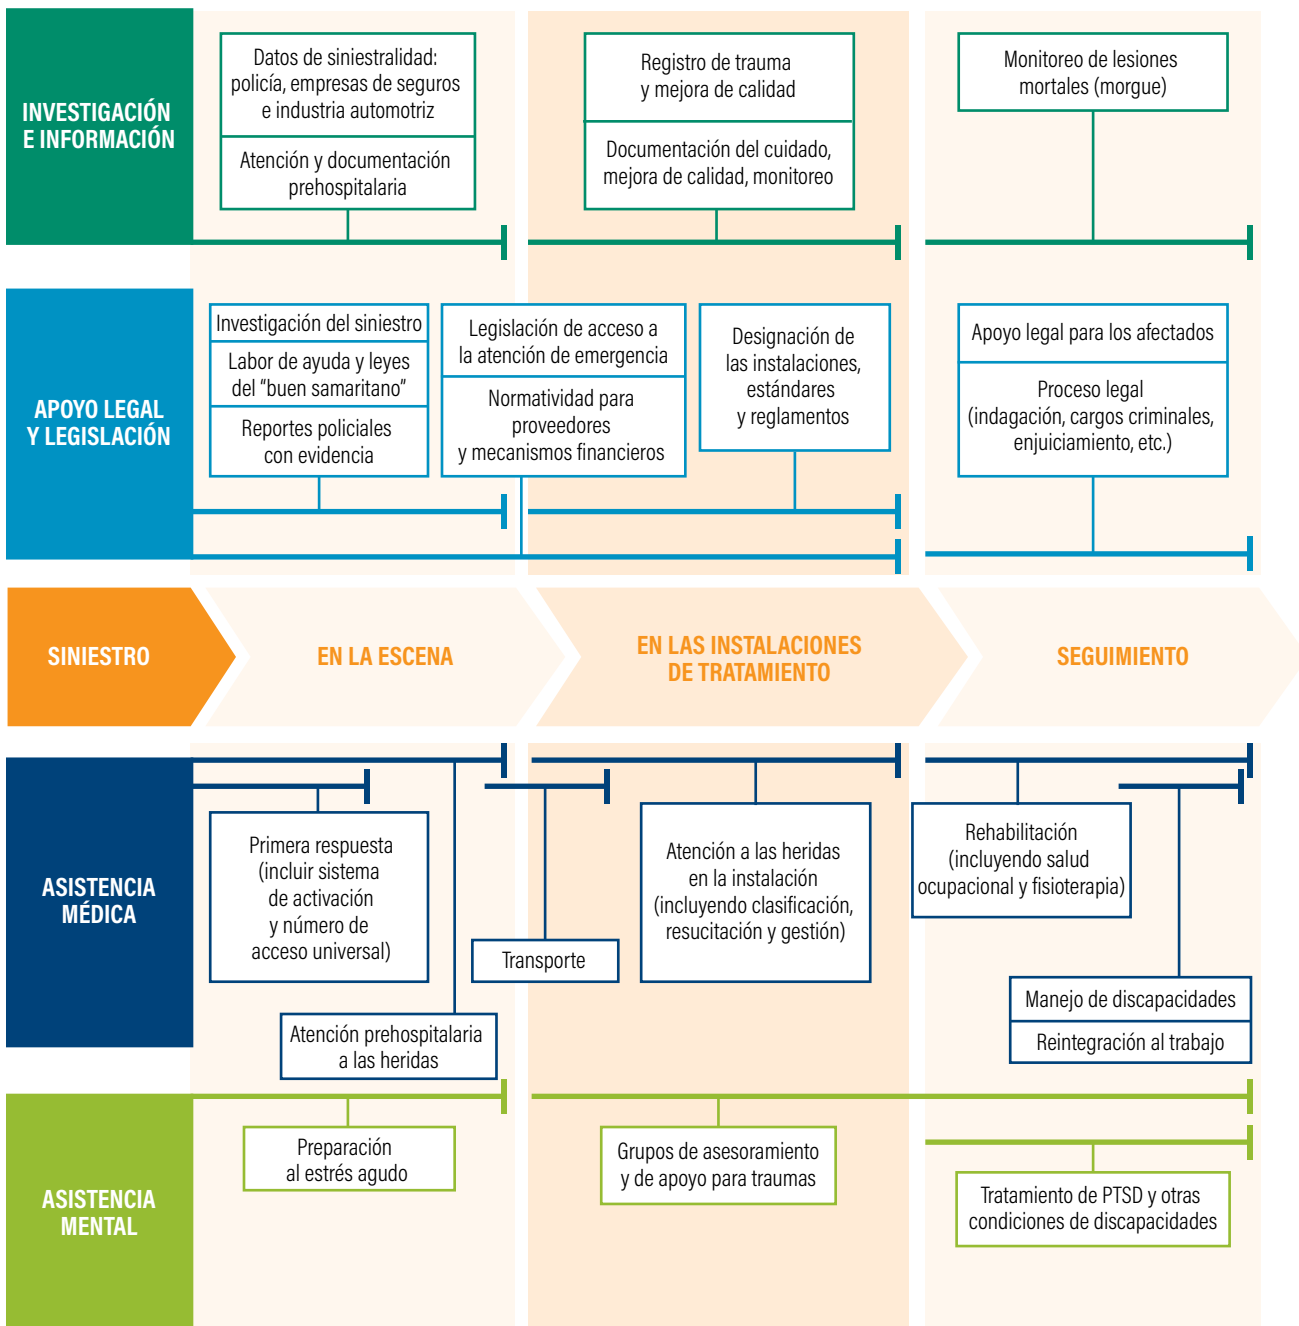 INVESTIGACIÓN
E INFORMACIÓN
Datos de siniestralidad:
policía, empresas de seguros
e industria automotriz
Atención y documentación
prehospitalaria
Registro de trauma
y mejora de calidad
Documentación del cuidado,
mejora de calidad, monitoreo
Monitoreo de lesiones
mortales (morgue)
APOYO LEGAL
Y LEGISLACIÓN
Investigación del siniestro
Labor de ayuda y leyes
del “buen samaritano”
Reportes policiales
con evidencia
Legislación de acceso a
la atención de emergencia
Normatividad para
proveedores
y mecanismos financieros
Designación de
las instalaciones,
estándares
y reglamentos
Apoyo legal para los afectados
Proceso legal
(indagación, cargos criminales,
enjuiciamiento, etc.)
SINIESTRO
EN LA ESCENA
EN LAS INSTALACIONES
DE TRATAMIENTO
SEGUIMIENTO
ASISTENCIA
MÉDICA
Primera respuesta
(incluir sistema
de activación
y número de
acceso universal)
Atención prehospitalaria
a las heridas
Transporte
Atención a las heridas
en la instalación
(incluyendo clasificación,
resucitación y gestión)
Rehabilitación
(incluyendo salud
ocupacional y fisioterapia)
Manejo de discapacidades
Reintegración al trabajo
ASISTENCIA
MENTAL
Preparación
al estrés agudo
Grupos de asesoramiento
y de apoyo para traumas
Tratamiento de PTSD y otras
condiciones de discapacidades